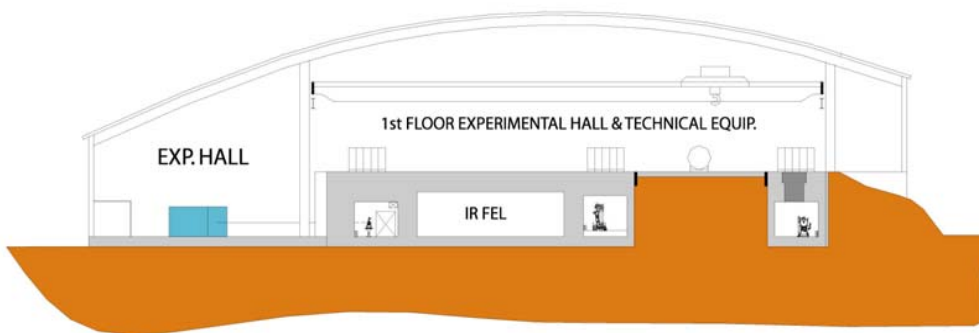 1st FLOOR EXPERIMENTAL HALL & TECHNICAL EQUIP.
EXP. HALL
IR FEL